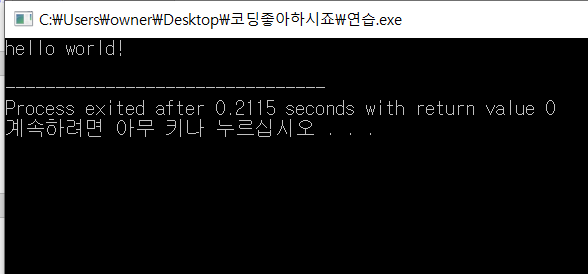 C:₩Users₩owner₩Desktop₩코딩좋아하시죠₩연습.exe
hello world!
--------------------------------
Process exited after 0.2115 seconds with return value 0
계속하려면 아무 키나 누르십시오 . . .